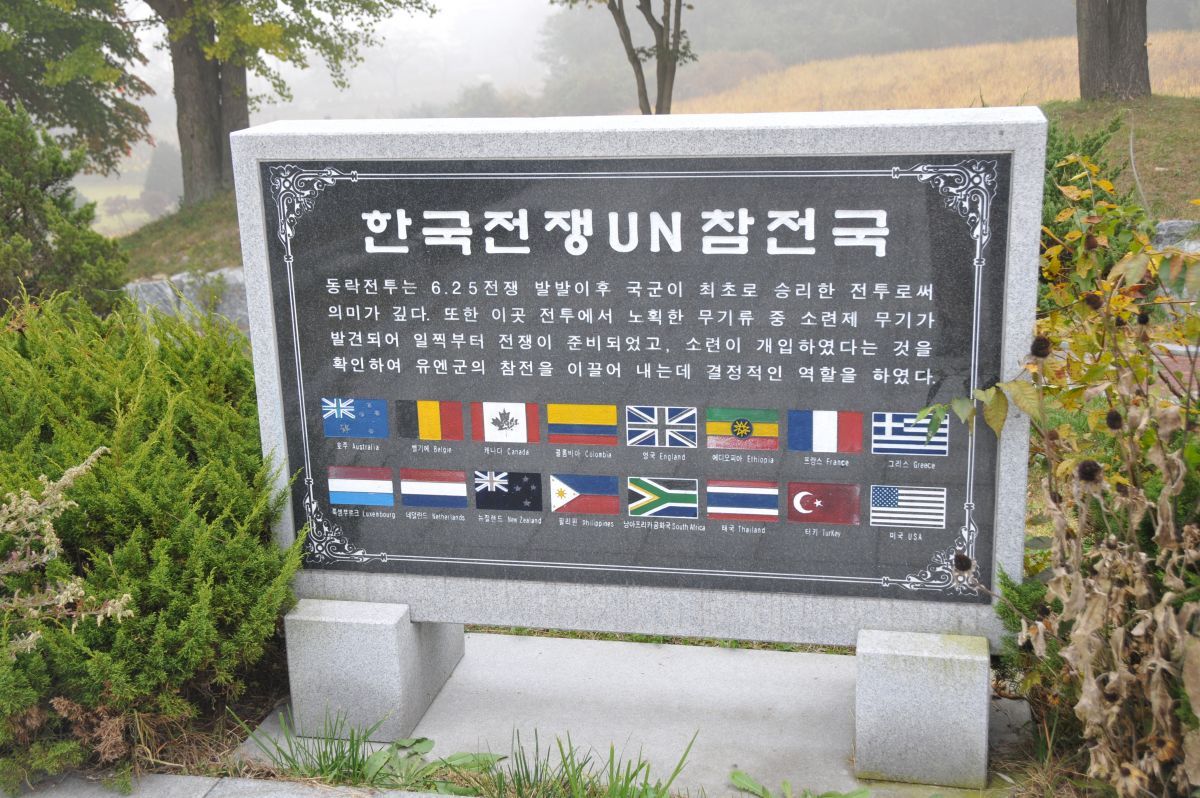 한국전쟁UN참전국
동락전투는 6.25전쟁 발발이후 국군이 최초로 승리한 전투로써
의미가 깊다. 또한 이곳 전투에서 노획한 무기류 중 소련제 무기가
발견되어 일찍부터 전쟁이 준비되었고, 소련이 개입하였다는 것을
확인하여 유엔군의 참전을 이끌어 내는데 결정적인 역할을 하였다.
호주 Australia 벨기에 Belgie 캐나다 Canada 콜롬비아 Colombia 영국 England 에디오피아 Ethiopia 프랑스 France 그리스 Greece
룩셈부르크 Luxembourg 네덜란드 Netherlands 뉴질랜드 New Zealand 필리핀 Philippines 남아프리카공화국 South Africa 태국 Thailand 터키 Turkey 미국 USA